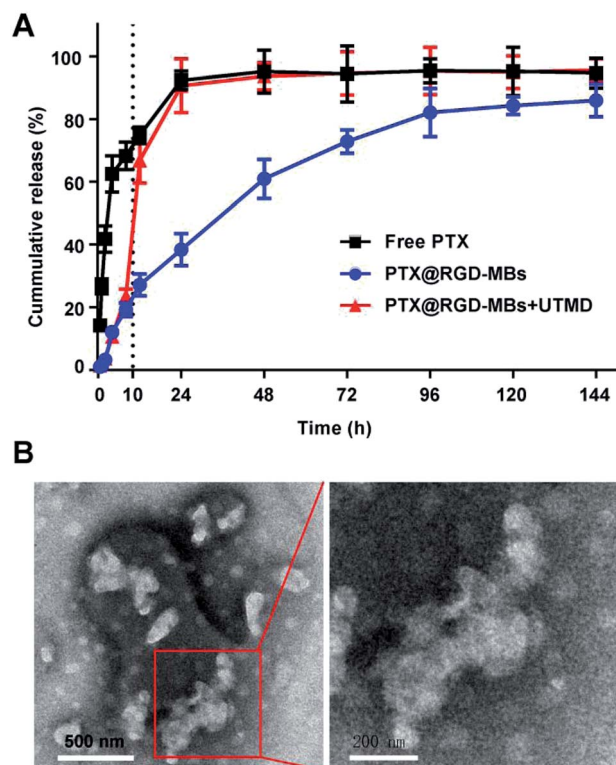 A
Cummulative release (%)
100
80
60
40
20
0
Free PTX
PTX@RGD-MBs
PTX@RGD-MBs+UTMD
0 10 24 48 72 96 120 144
Time (h)
B
500 nm
200 nm